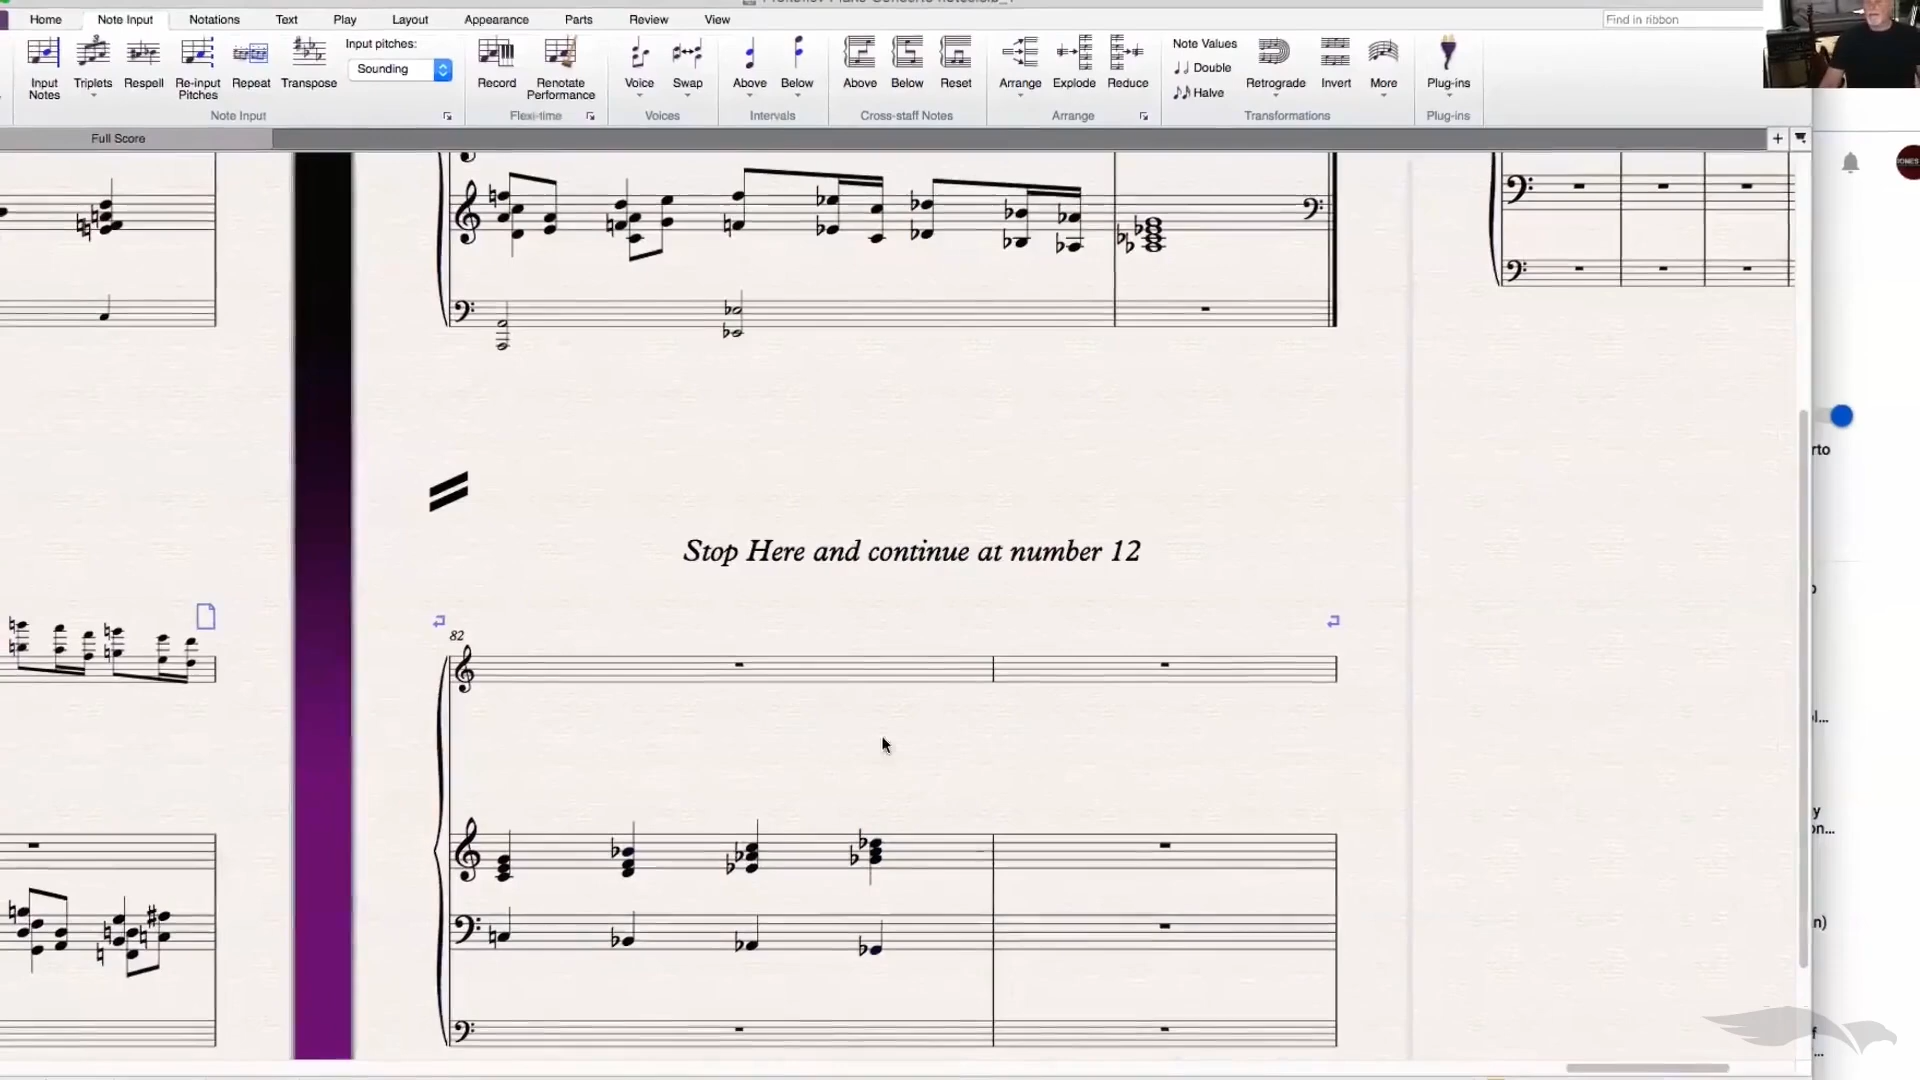 Home Note Input Notations Text Play Layout Appearance Parts Review View Find in ribbon
Input Notes Triplets Respell Re-input Pitches Repeat Transpose Input pitches: Sounding
Record Renotate Performance Voice Swap Above Below Above Below Reset Arrange Explode Reduce
Note Values Double Halve Retrograde Invert More Plug-ins
Note Input Flexi-time Voices Intervals Cross-staff Notes Arrange Transformations Plug-ins
Full Score
Stop Here and continue at number 12
82